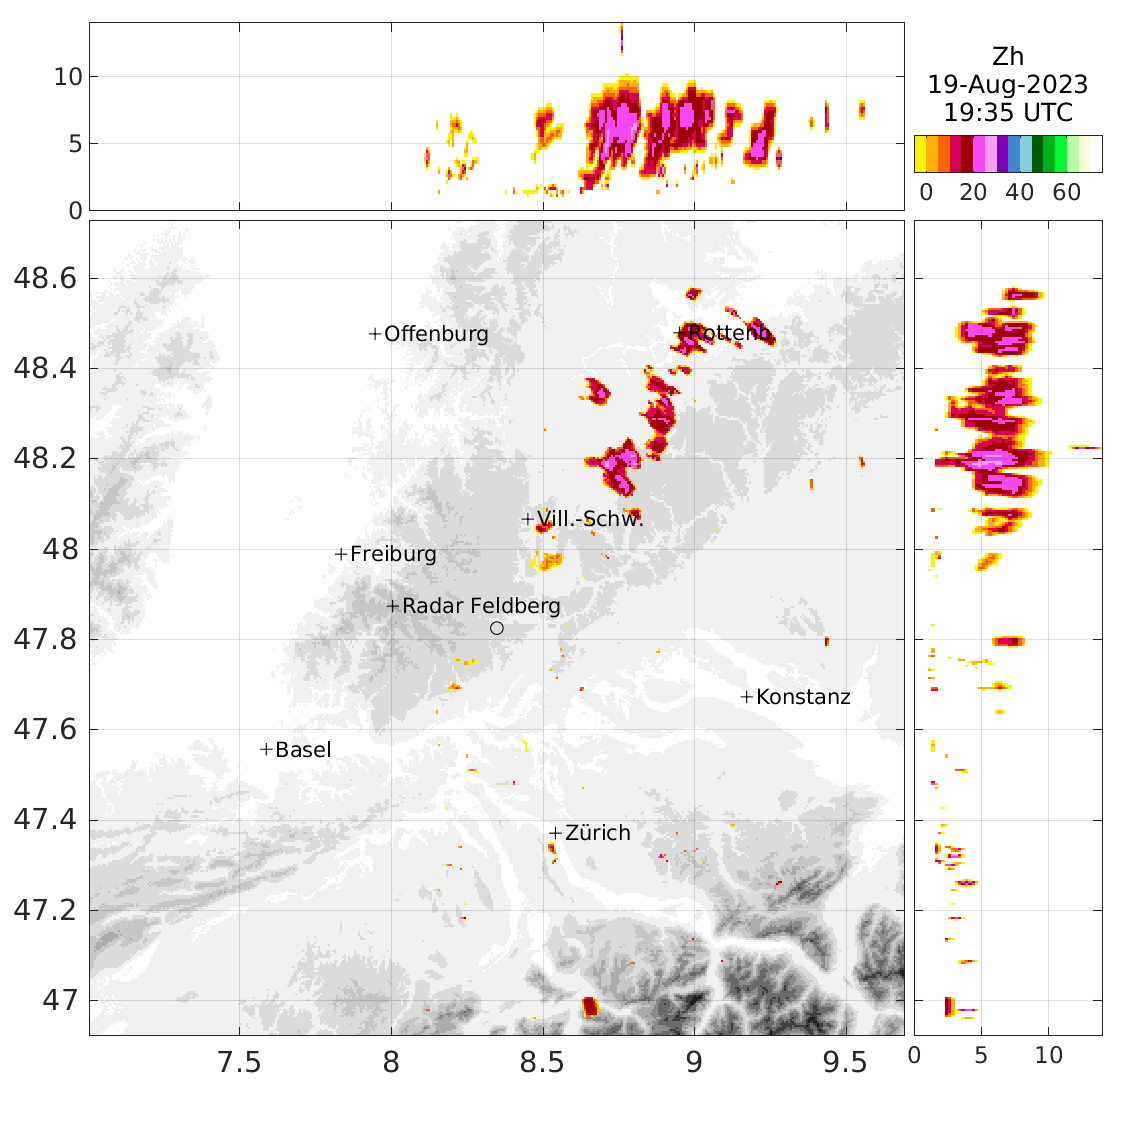 10
5
0
Zh
19-Aug-2023
19:35 UTC
0 20 40 60
48.6
48.4
48.2
48
47.8
47.6
47.4
47.2
47
+Offenburg
+Rottenb.
+Vill.-Schw.
+Freiburg
+Radar Feldberg
+Konstanz
+Basel
+Zürich
7.5 8 8.5 9 9.5
0 5 10